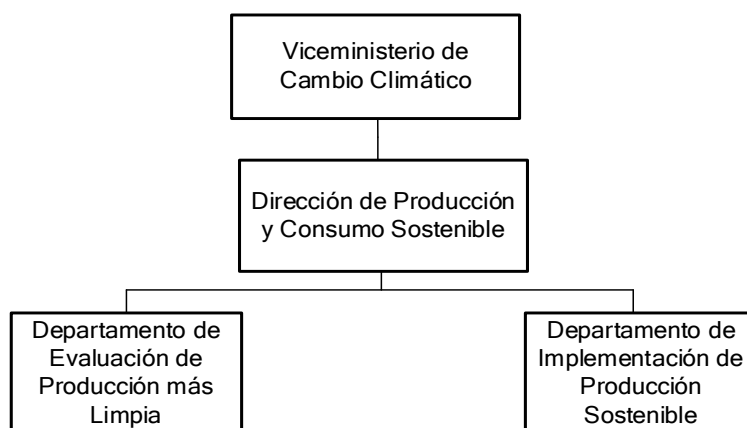 Viceministerio de
Cambio Climático
Dirección de Producción
y Consumo Sostenible
Departamento de
Evaluación de
Producción más
Limpia
Departamento de
Implementación de
Producción
Sostenible